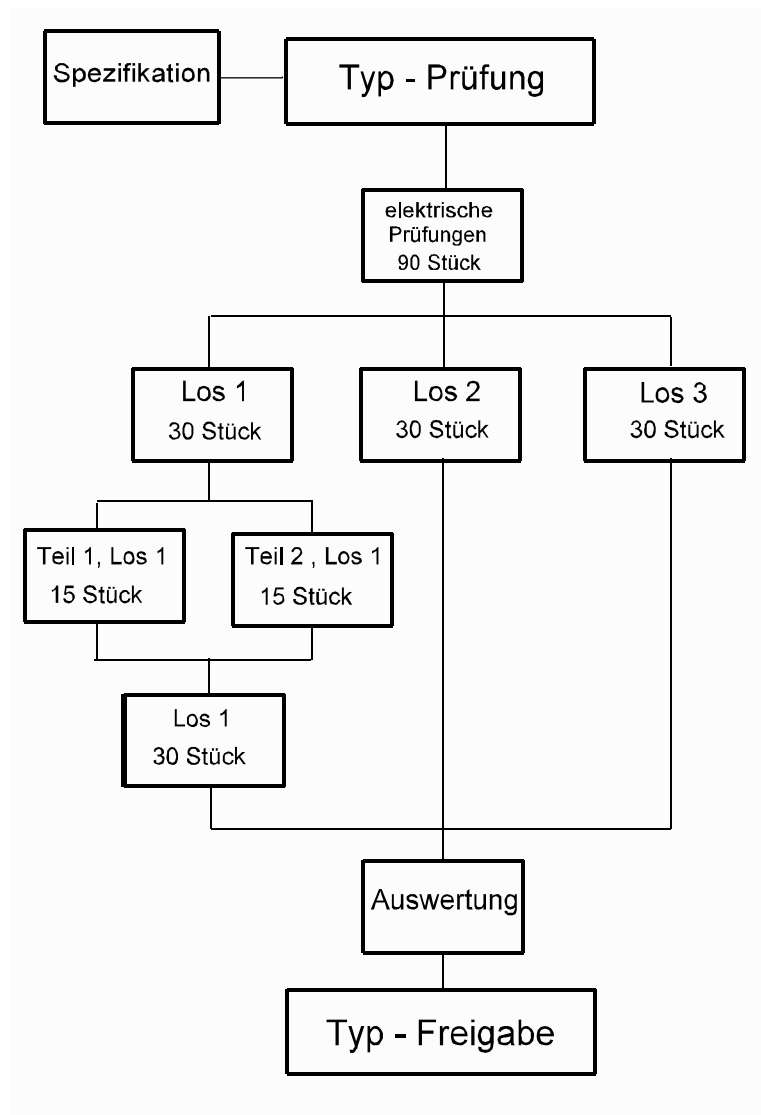 Spezifikation
Typ - Prüfung
elektrische
Prüfungen
90 Stück
Los 1
30 Stück
Los 2
30 Stück
Los 3
30 Stück
Teil 1, Los 1
15 Stück
Teil 2 , Los 1
15 Stück
Los 1
30 Stück
Auswertung
Typ - Freigabe